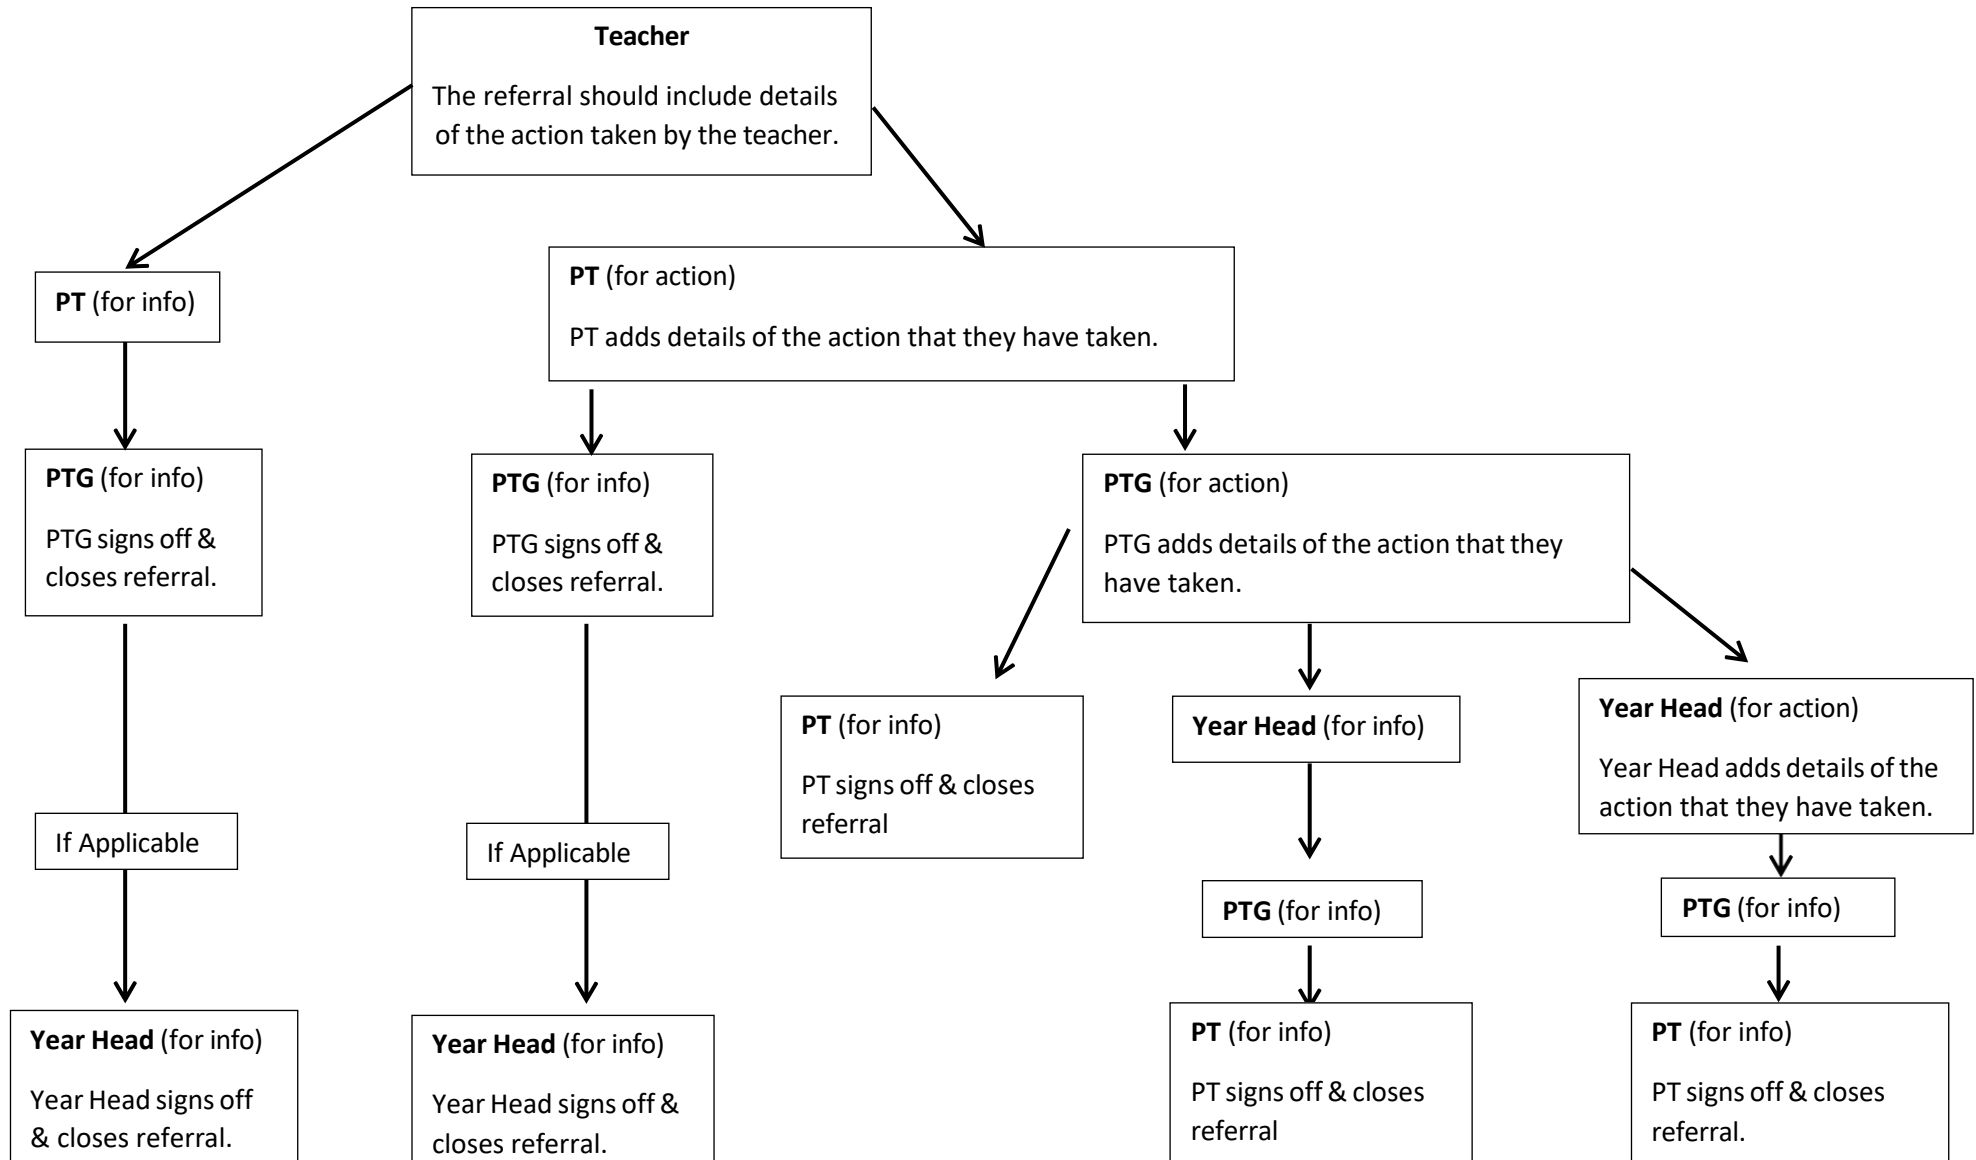 Teacher
The referral should include details
of the action taken by the teacher.
PT (for info)
PT (for action)
PT adds details of the action that they have taken.
PTG (for info)
PTG signs off &
closes referral.
PTG (for info)
PTG signs off &
closes referral.
PTG (for action)
PTG adds details of the action that they
have taken.
PT (for info)
PT signs off & closes
referral
Year Head (for info)
Year Head (for action)
Year Head adds details of the
action that they have taken.
If Applicable
If Applicable
PTG (for info)
PTG (for info)
Year Head (for info)
Year Head signs off
& closes referral.
Year Head (for info)
Year Head signs off &
closes referral.
PT (for info)
PT signs off & closes
referral
PT (for info)
PT signs off & closes
referral.